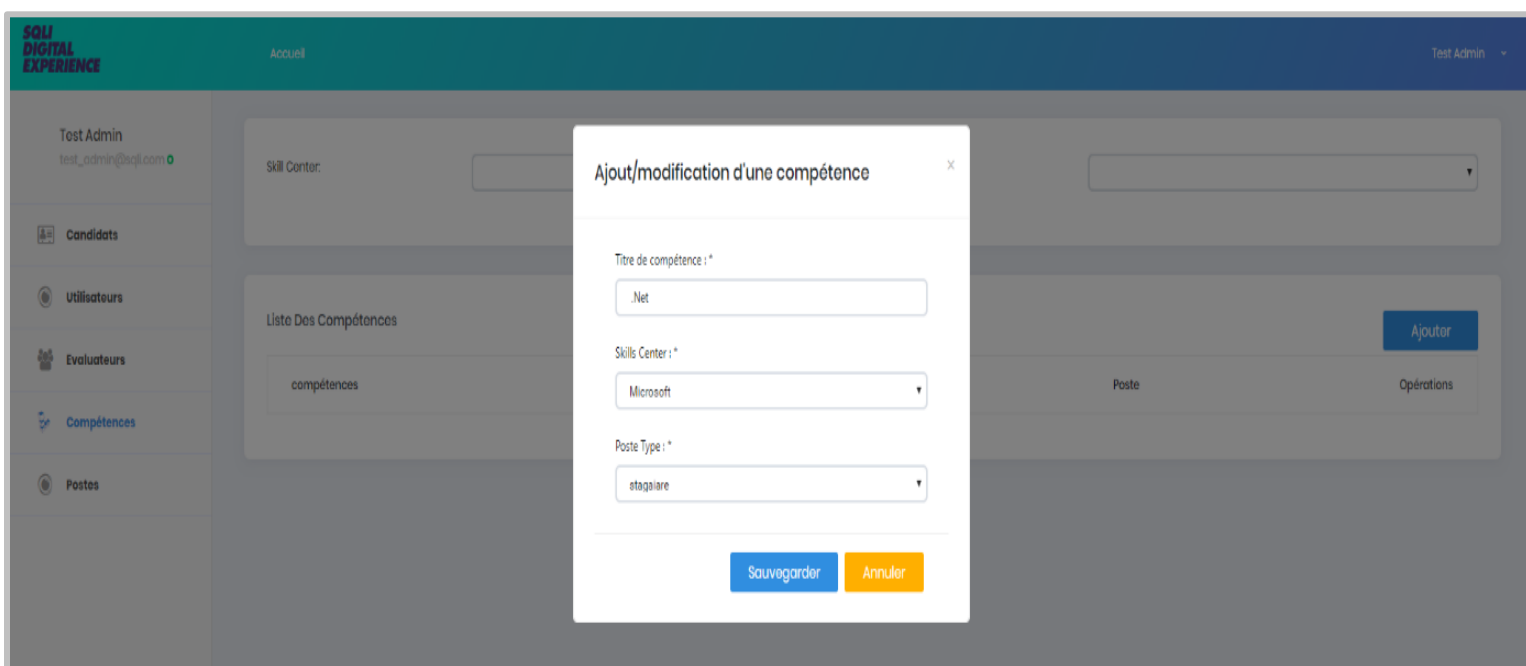 SQLI
DIGITAL
EXPERIENCE
Accueil
Test Admin
Test Admin
test_admin@sqli.com
Candidats
Utilisateurs
Evaluateurs
Compétences
Postes
Skill Center:
Liste Des Compétences
Ajouter
compétences
Poste
Opérations
Ajout/modification d'une compétence
x
Titre de compétence : *
.Net
Skills Center : *
Microsoft
Poste Type : *
stagaiare
Sauvegarder
Annuler